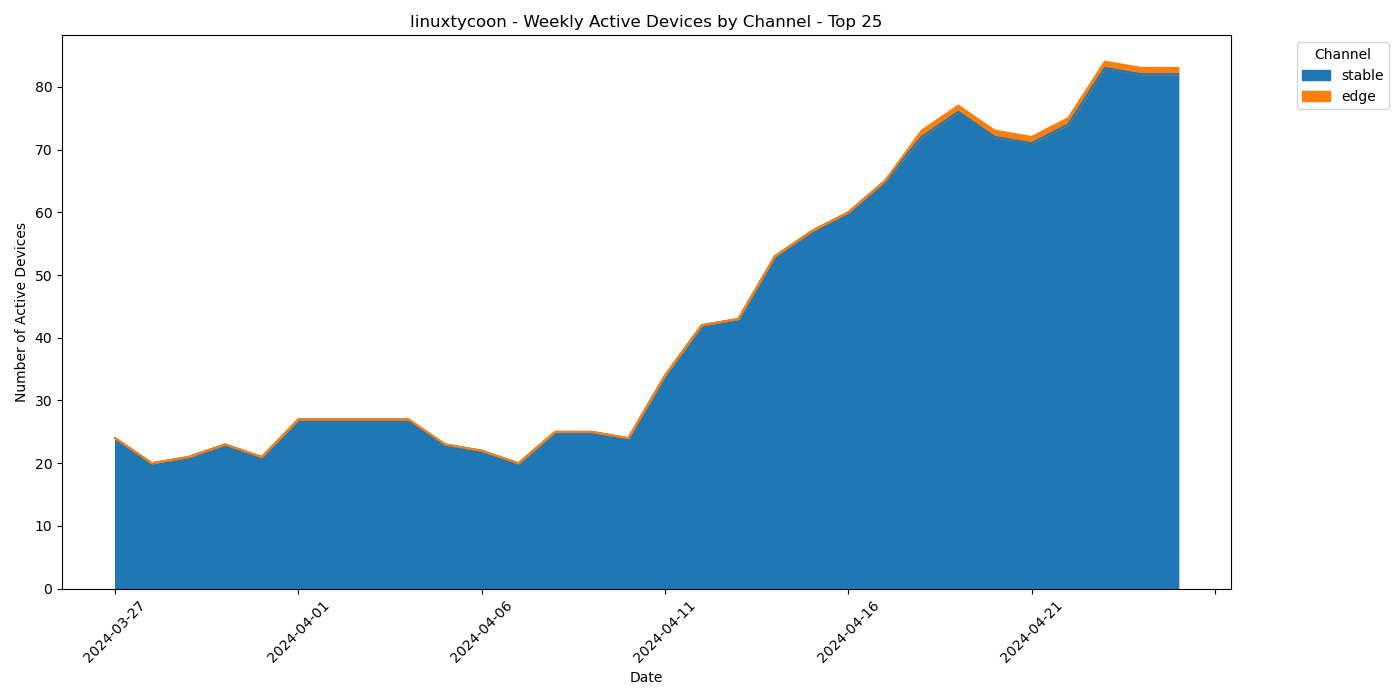 linuxtycoon - Weekly Active Devices by Channel - Top 25
Channel
stable
edge
Number of Active Devices
80
70
60
50
40
30
20
10
0
2024-03-27
2024-04-01
2024-04-06
2024-04-11
2024-04-16
2024-04-21
Date